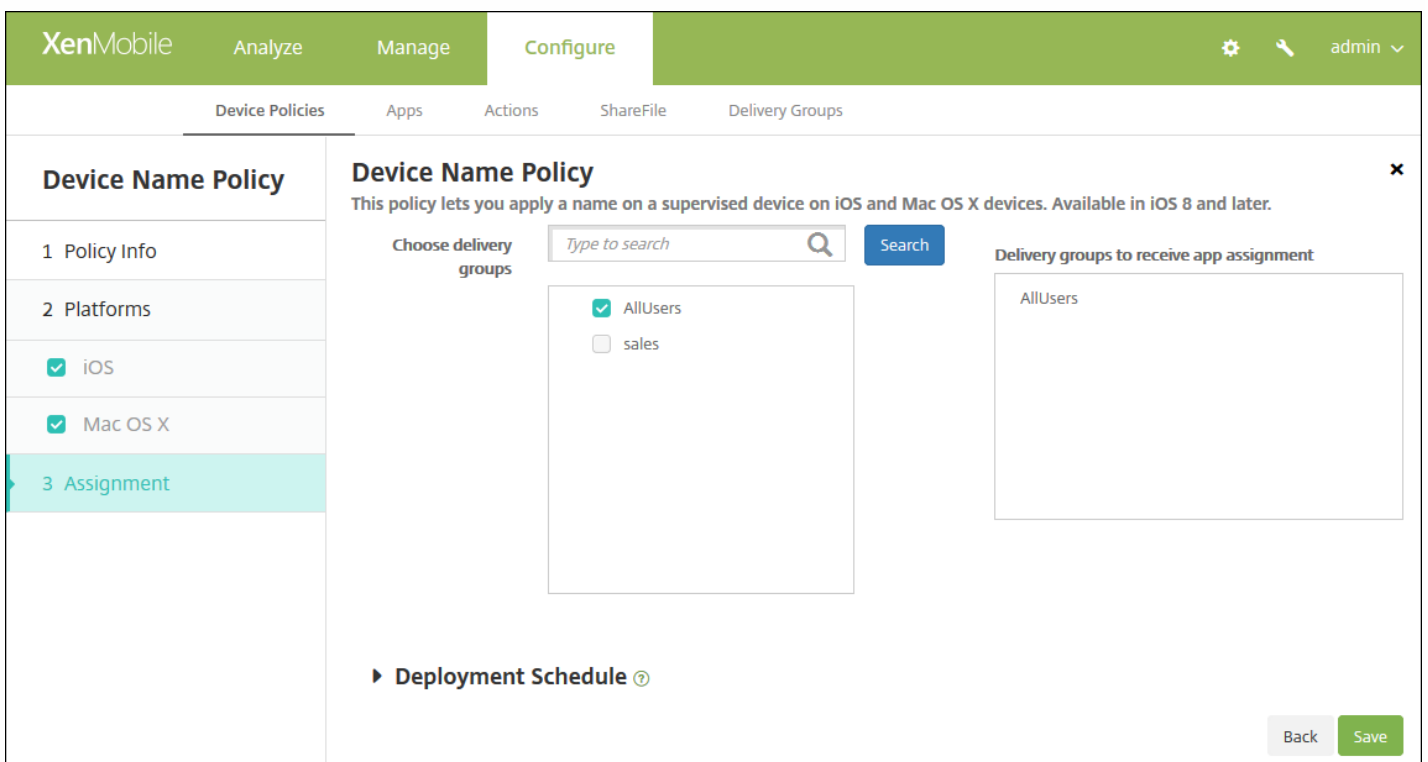 XenMobile Analyze Manage Configure admin
Device Policies Apps Actions ShareFile Delivery Groups
Device Name Policy
1 Policy Info
2 Platforms
iOS
Mac OS X
3 Assignment
Device Name Policy
This policy lets you apply a name on a supervised device on iOS and Mac OS X devices. Available in iOS 8 and later.
Choose delivery
groups
Type to search
Search
AllUsers
sales
Delivery groups to receive app assignment
AllUsers
Deployment Schedule ?
Back Save